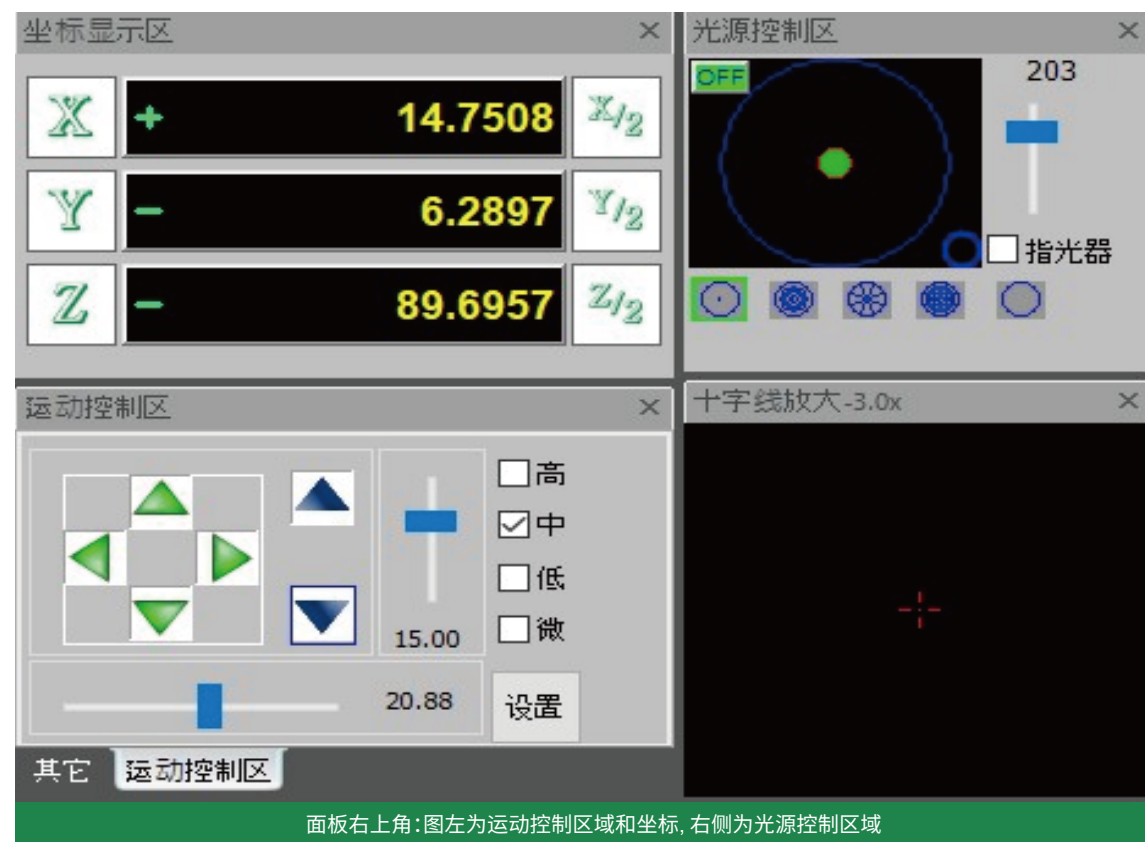 坐标显示区
X + 14.7508 X/2
Y - 6.2897 Y/2
Z - 89.6957 Z/2
光源控制区
OFF
203
指光器
运动控制区
高
中
低
微
15.00
20.88
设置
其它 运动控制区
十字线放大-3.0x
面板右上角:图左为运动控制区域和坐标, 右侧为光源控制区域